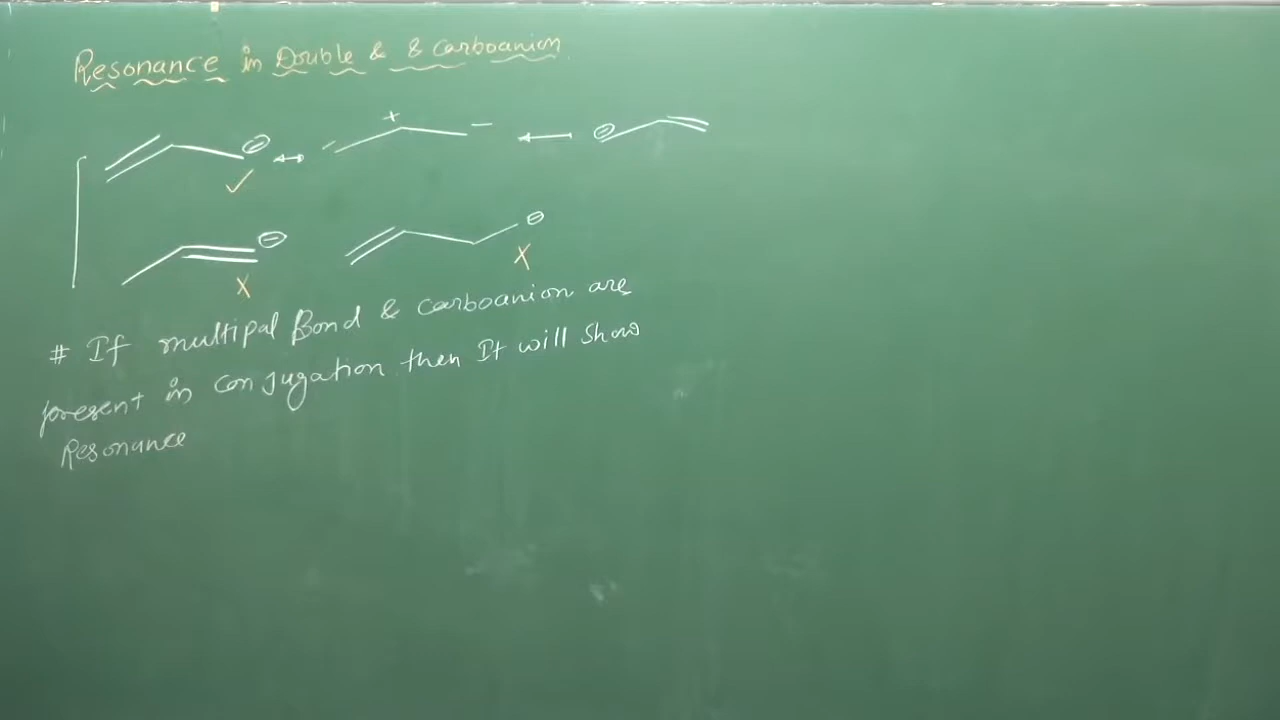 Resonance in Double & & carboanion
⊖ ↔ - + - ← ⊖
✓
⊖ ⊖
X X
# If multipal Bond & carboanion are
present in conjugation then It will show
Resonance